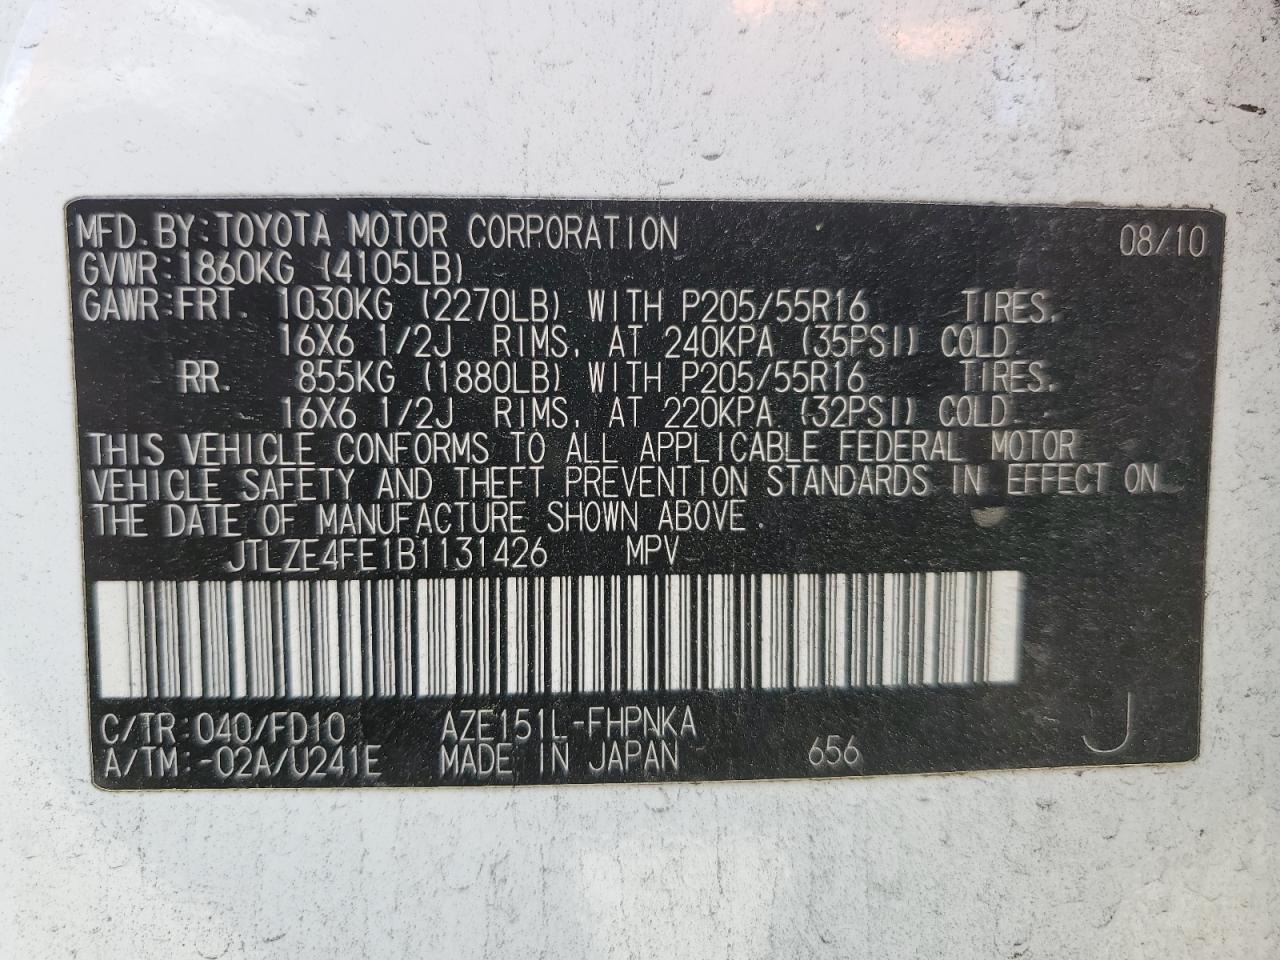 MFD. BY: TOYOTA MOTOR CORPORATION 08/10
GVWR: 1860KG (4105LB)
GAWR: FRT. 1030KG (2270LB) WITH P205/55R16 TIRES.
16X6 1/2J RIMS, AT 240KPA (35PSI) COLD.
RR. 855KG (1880LB) WITH P205/55R16 TIRES.
16X6 1/2J RIMS, AT 220KPA (32PSI) COLD.
THIS VEHICLE CONFORMS TO ALL APPLICABLE FEDERAL MOTOR
VEHICLE SAFETY AND THEFT PREVENTION STANDARDS IN EFFECT ON
THE DATE OF MANUFACTURE SHOWN ABOVE.
JTLZE4FE1B1131426 MPV
C/TR: 040/FD10 AZE151L-FHPNKA
A/TM: -02A/U241E MADE IN JAPAN 656 J